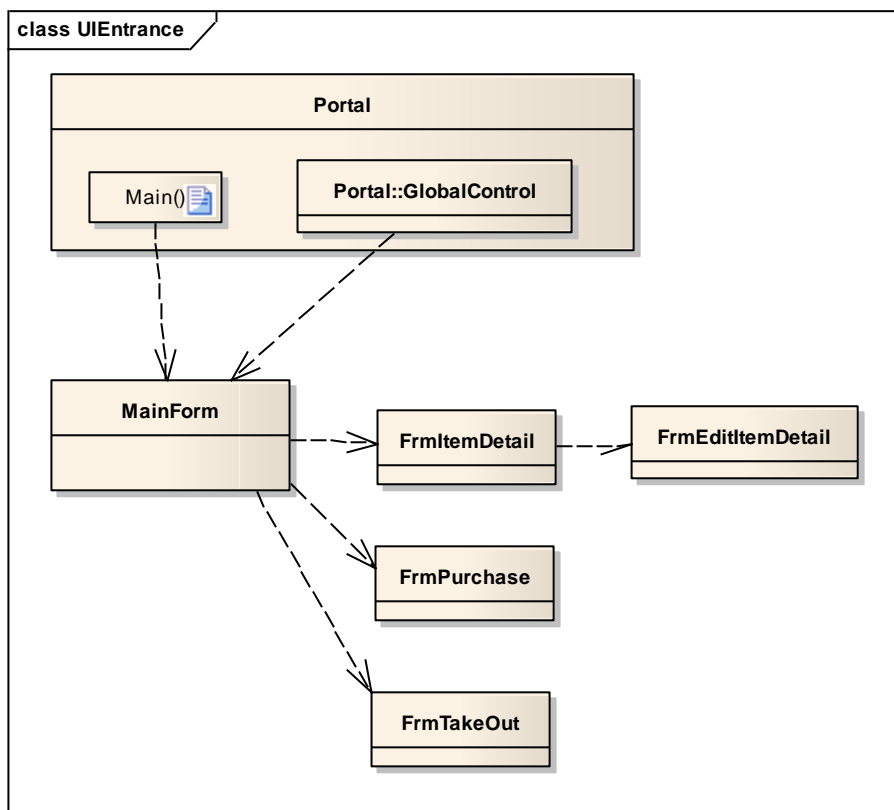 class UIEntrance
Portal
Main()
Portal::GlobalControl
MainForm
FrmItemDetail
FrmEditItemDetail
FrmPurchase
FrmTakeOut